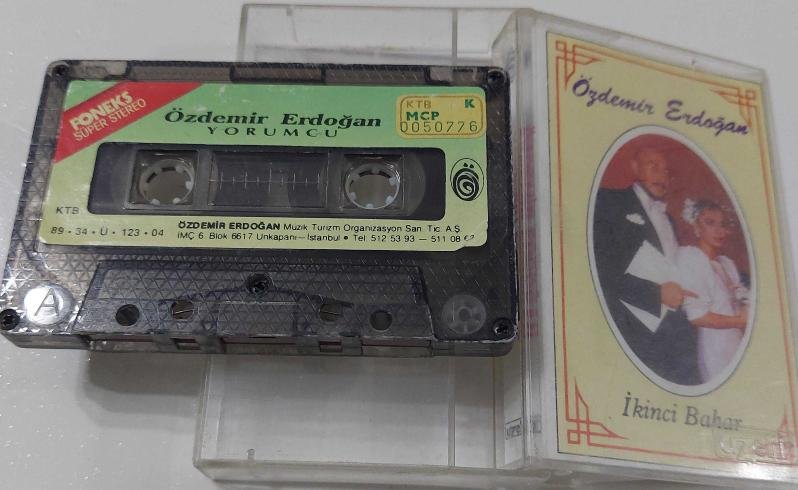 FONEKS
SÜPER STEREO
Özdemir Erdoğan
YORUMCU
KTB K
MCP
0050776
KTB
89 • 34 • Ü • 123 • 04
ÖZDEMİR ERDOĞAN Müzik Turizm Organizasyon San. Tic. A.Ş.
İMÇ 6. Blok 6617 Unkapanı — İstanbul • Tel: 512 53 93 — 511 08
A
Özdemir Erdoğan
İkinci Bahar